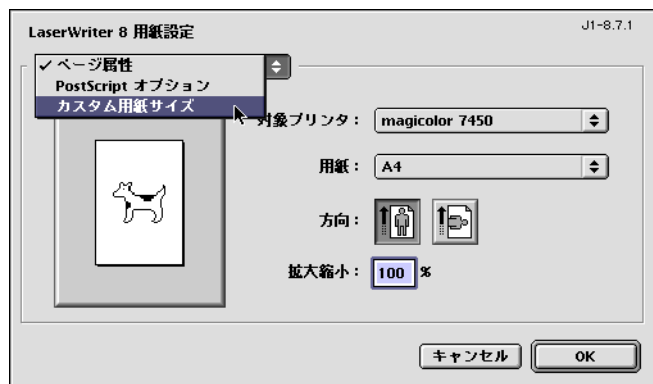 LaserWriter 8 用紙設定
J1-8.7.1
✓ページ属性
PostScript オプション
カスタム用紙サイズ
対象プリンタ： magicolor 7450
用紙： A4
方向：
拡大縮小： 100 %
キャンセル OK